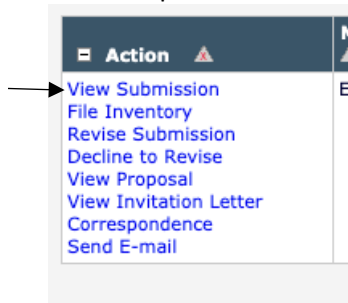 Action
View Submission
File Inventory
Revise Submission
Decline to Revise
View Proposal
View Invitation Letter
Correspondence
Send E-mail